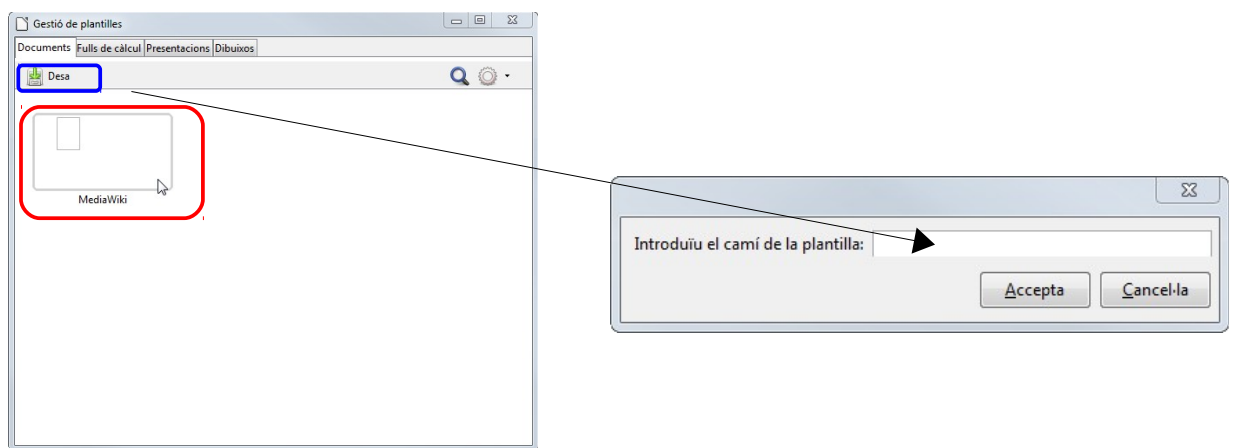 Gestió de plantilles
Documents Fulls de càlcul Presentacions Dibuixos
Desa
MediaWiki
Introduïu el camí de la plantilla:
Accepta Cancel·la